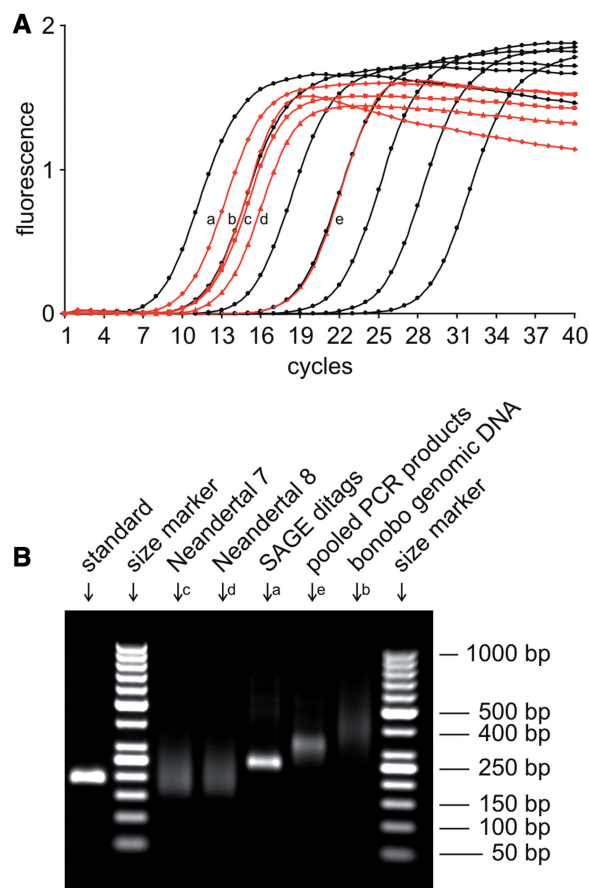 A
2
1
0
fluorescence
a
b
c
d
e
1 4 7 10 13 16 19 22 25 28 31 34 37 40
cycles
B
standard
size marker
Neandertal 7
Neandertal 8
SAGE ditags
pooled PCR products
bonobo genomic DNA
size marker
c
d
a
e
b
1000 bp
500 bp
400 bp
250 bp
150 bp
100 bp
50 bp